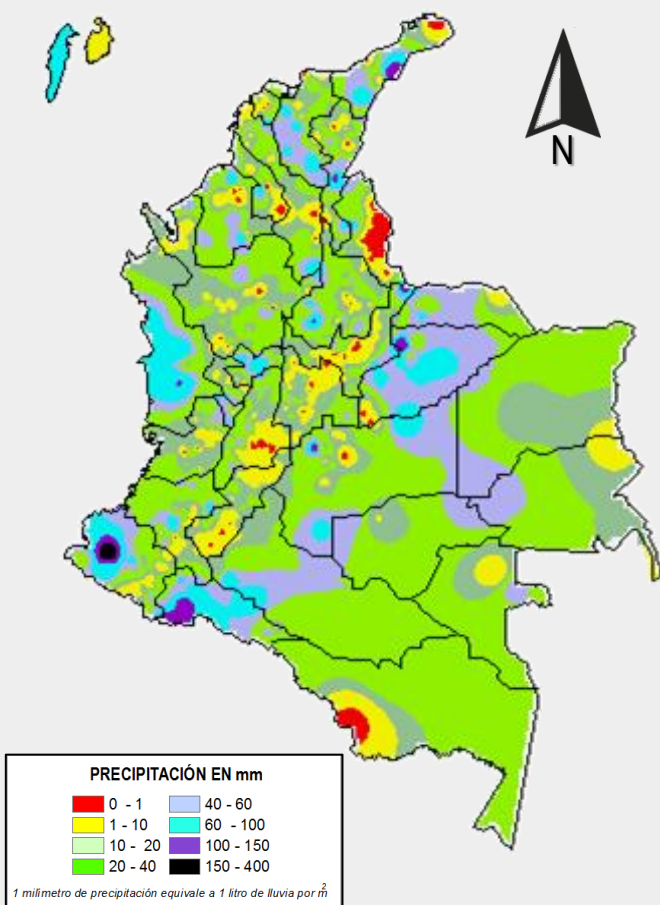 N
PRECIPITACIÓN EN mm
0 - 1
1 - 10
10 - 20
20 - 40
40 - 60
60 - 100
100 - 150
150 - 400
1 milimetro de precipitación equivale a 1 litro de lluvia por m²